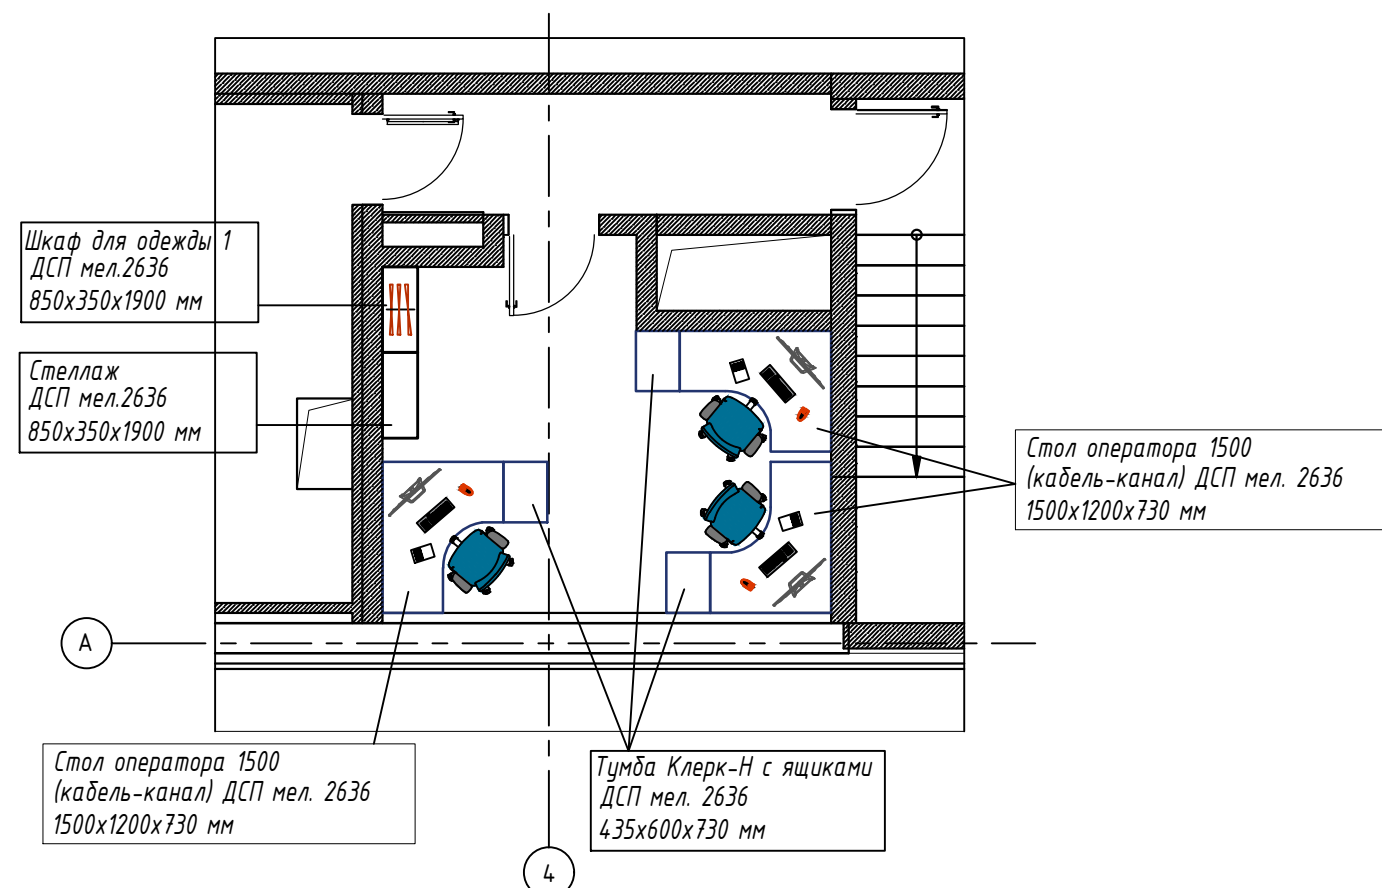 Шкаф для одежды 1
ДСП мел.2636
850х350х1900 мм
Стеллаж
ДСП мел.2636
850х350х1900 мм
Стол оператора 1500
(кабель-канал) ДСП мел. 2636
1500х1200х730 мм
А
Стол оператора 1500
(кабель-канал) ДСП мел. 2636
1500х1200х730 мм
Тумба Клерк-Н с ящиками
ДСП мел. 2636
435х600х730 мм
4